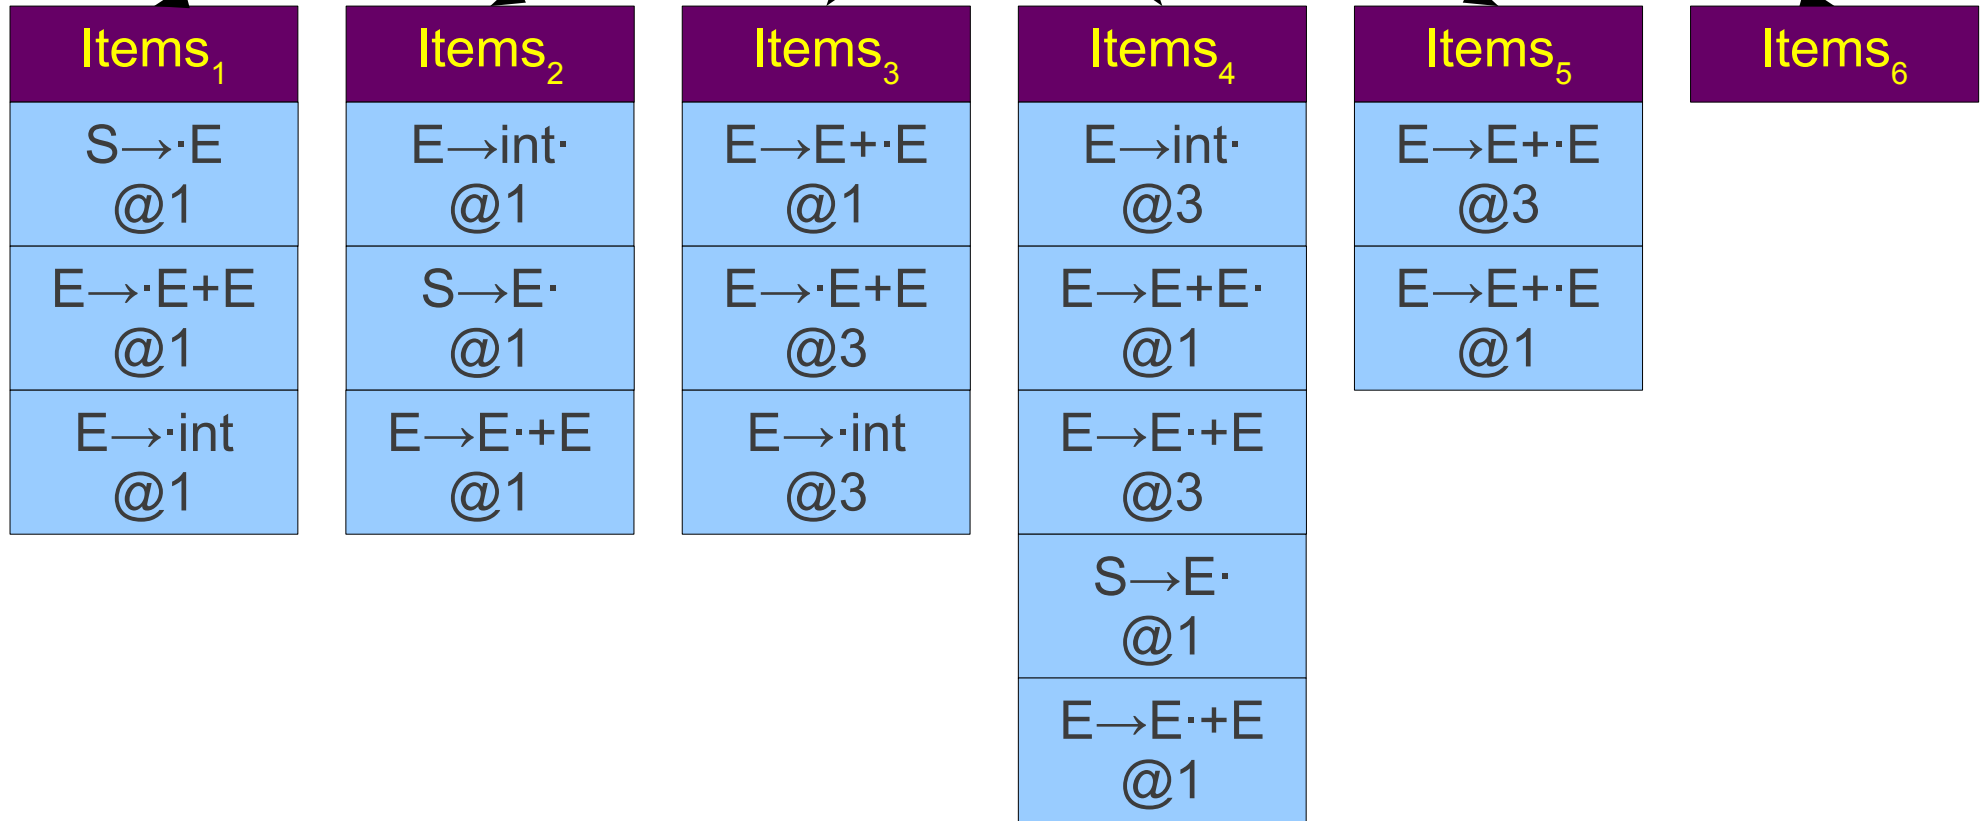 Items₁
S→·E
@1
E→·E+E
@1
E→·int
@1
Items₂
E→int·
@1
S→E·
@1
E→E·+E
@1
Items₃
E→E+·E
@1
E→·E+E
@3
E→·int
@3
Items₄
E→int·
@3
E→E+E·
@1
E→E·+E
@3
S→E·
@1
E→E·+E
@1
Items₅
E→E+·E
@3
E→E+·E
@1
Items₆